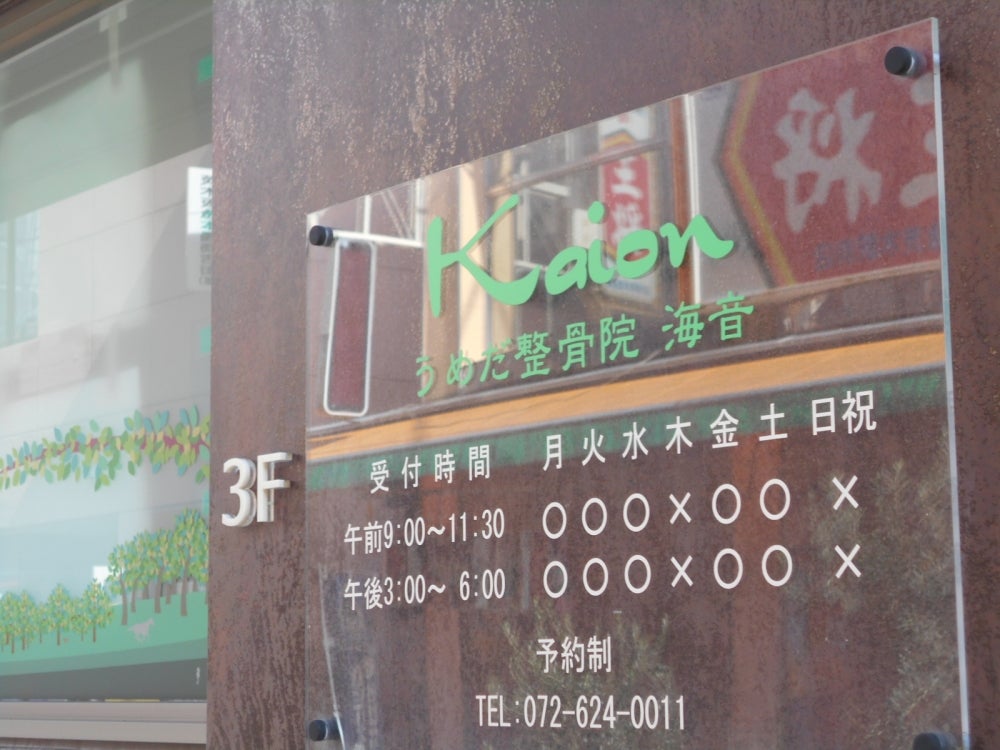 Kaion
うめだ整骨院 海音
3F
受付時間 月 火 水 木 金 土 日祝
午前9:00〜11:30 ○ ○ ○ × ○ ○ ×
午後3:00〜 6:00 ○ ○ ○ × ○ ○ ×
予約制
TEL:072-624-0011